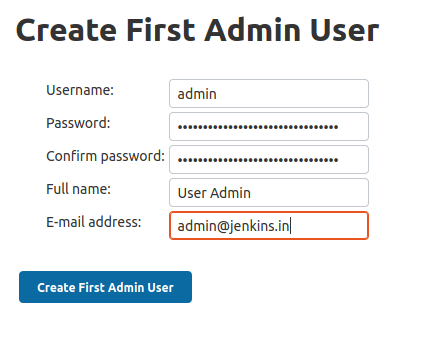 Create First Admin User
Username: admin
Password: ••••••••••••••••••••••••••••••••
Confirm password: ••••••••••••••••••••••••••••••••
Full name: User Admin
E-mail address: admin@jenkins.in
Create First Admin User